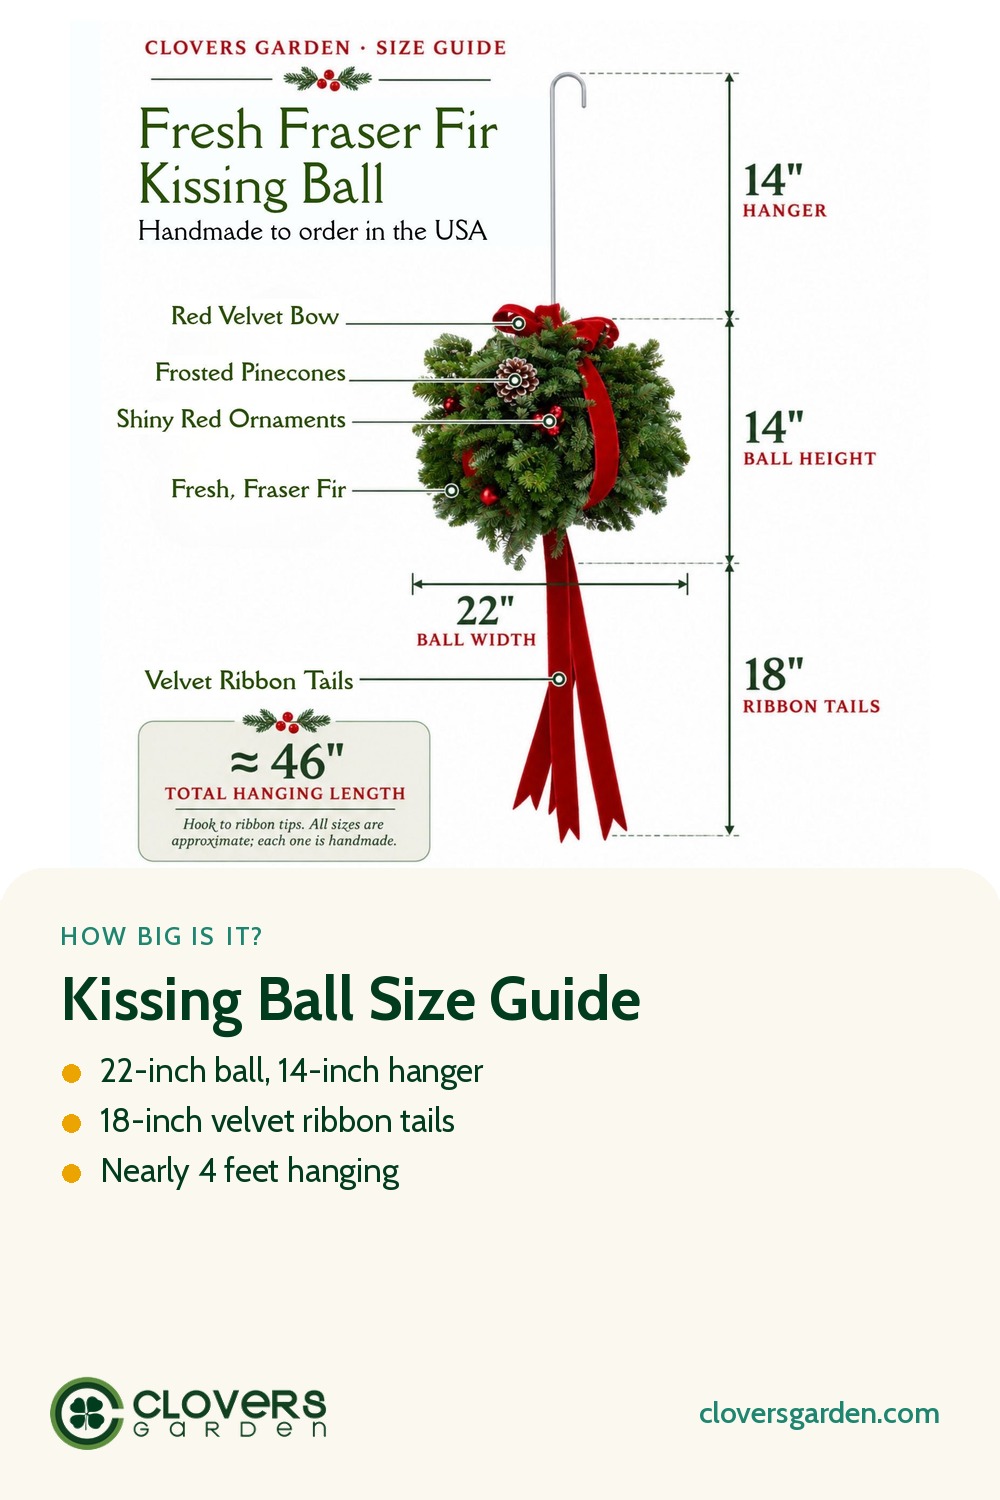 CLOVERS GARDEN · SIZE GUIDE
Fresh Fraser Fir
Kissing Ball
Handmade to order in the USA
14"
HANGER
Red Velvet Bow
Frosted Pinecones
Shiny Red Ornaments
Fresh, Fraser Fir
14"
BALL HEIGHT
22"
BALL WIDTH
Velvet Ribbon Tails
18"
RIBBON TAILS
≈ 46"
TOTAL HANGING LENGTH
Hook to ribbon tips. All sizes are
approximate; each one is handmade.
HOW BIG IS IT?
Kissing Ball Size Guide
22-inch ball, 14-inch hanger
18-inch velvet ribbon tails
Nearly 4 feet hanging
CLOVERS
GARDEN
cloversgarden.com